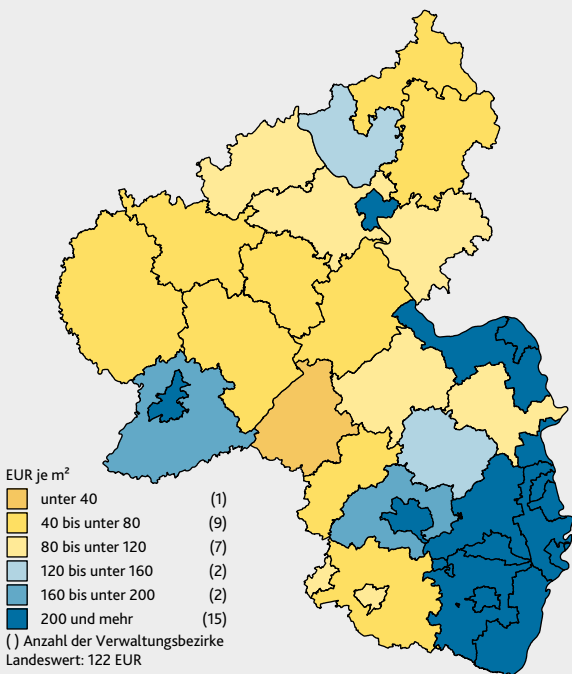 EUR je m²
unter 40 (1)
40 bis unter 80 (9)
80 bis unter 120 (7)
120 bis unter 160 (2)
160 bis unter 200 (2)
200 und mehr (15)
( ) Anzahl der Verwaltungsbezirke
Landeswert: 122 EUR